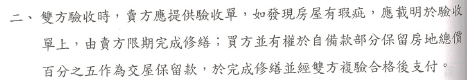 二、雙方驗收時，賣方應提供驗收單，如發現房屋有瑕疵，應載明於驗收
單上，由賣方限期完成修繕；買方並有權於自備款部分保留房地總價
百分之五作為交屋保留款，於完成修繕並經雙方複驗合格後支付。